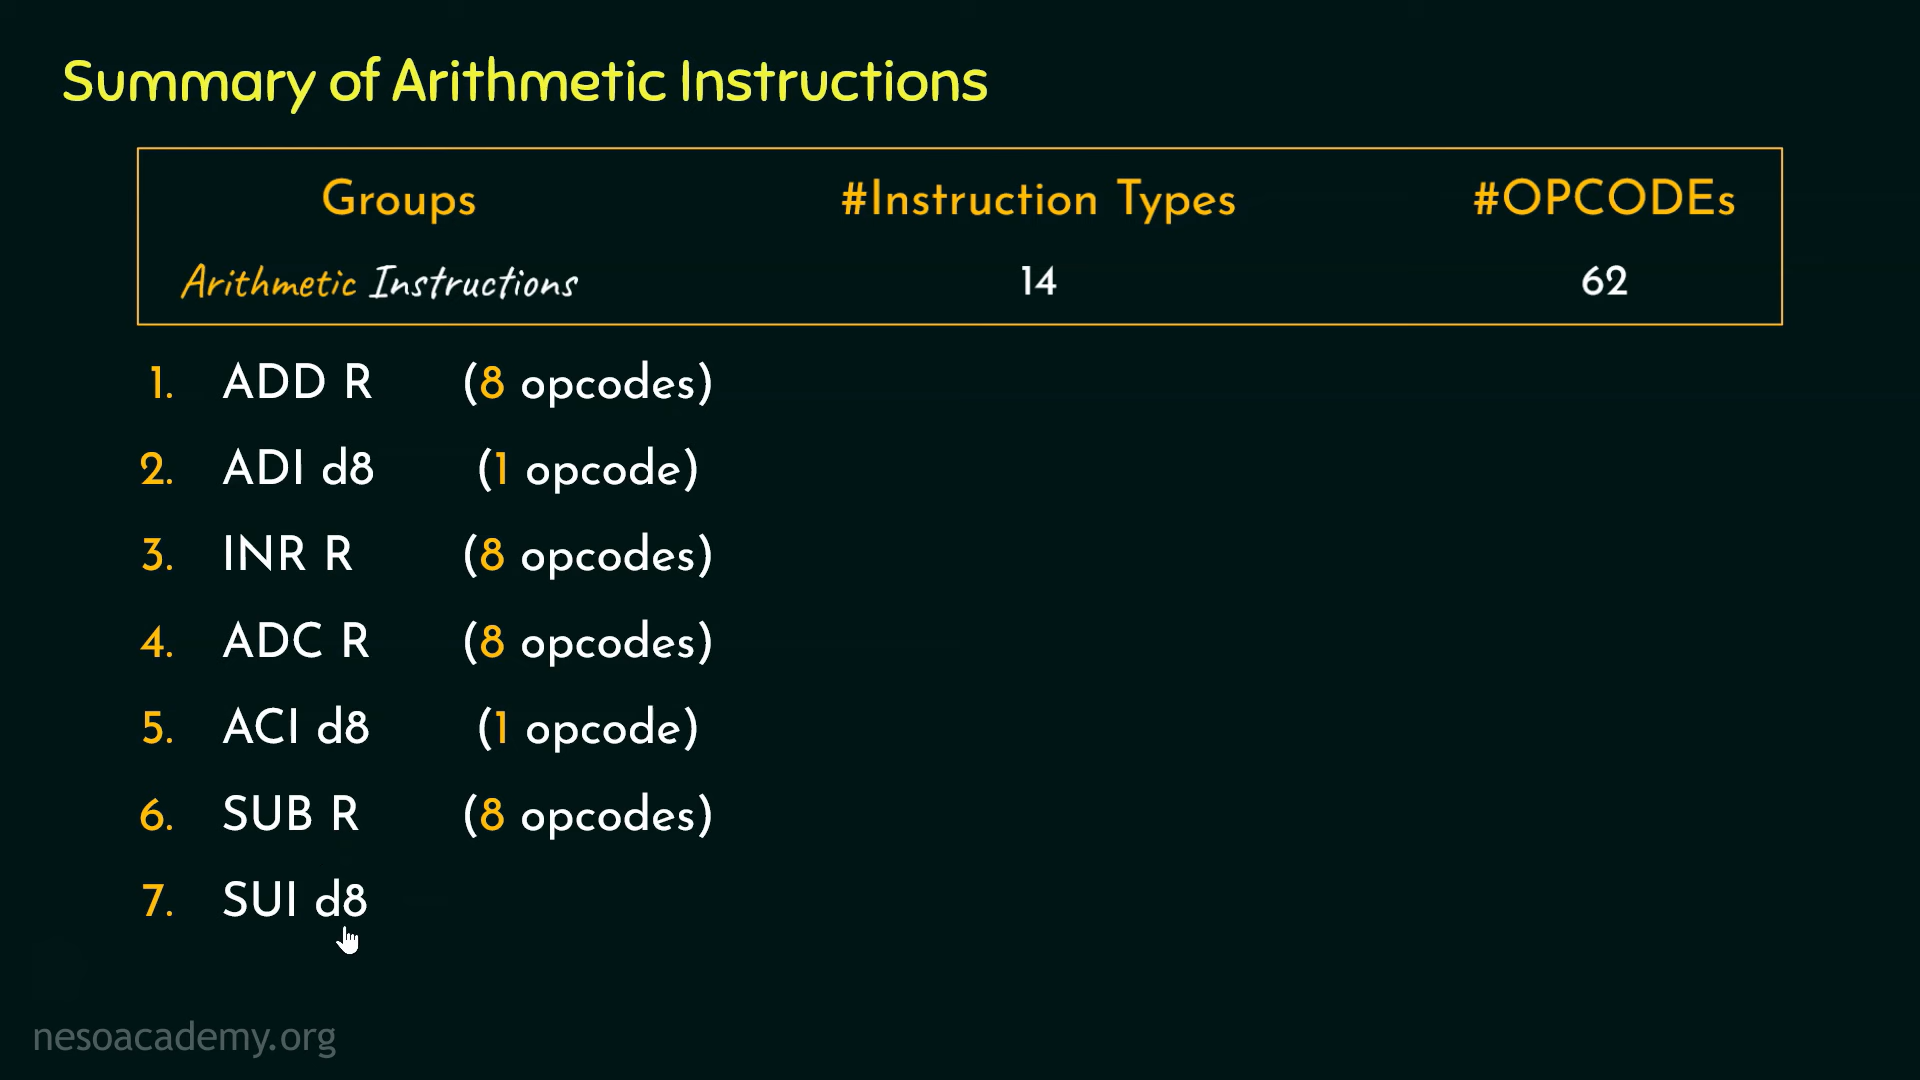 Summary of Arithmetic Instructions
Groups #Instruction Types #OPCODEs
Arithmetic Instructions 14 62
1. ADD R (8 opcodes)
2. ADI d8 (1 opcode)
3. INR R (8 opcodes)
4. ADC R (8 opcodes)
5. ACI d8 (1 opcode)
6. SUB R (8 opcodes)
7. SUI d8
nesoacademy.org